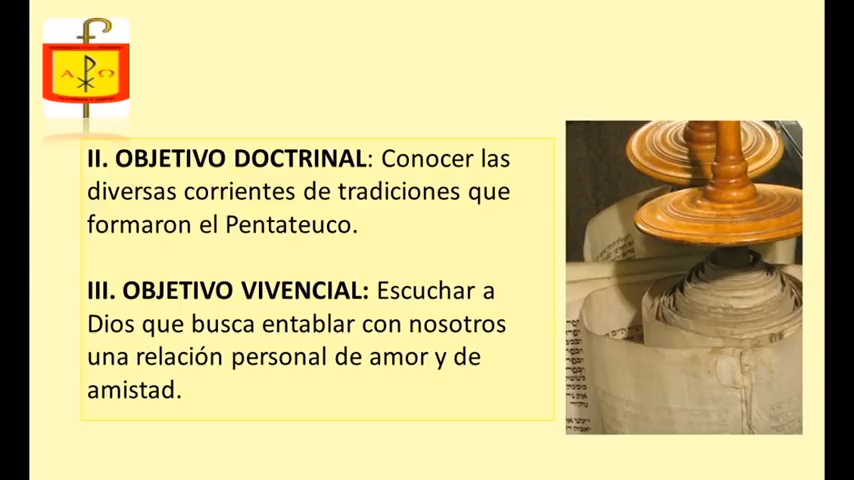 Α Ω
II. OBJETIVO DOCTRINAL: Conocer las
diversas corrientes de tradiciones que
formaron el Pentateuco.
III. OBJETIVO VIVENCIAL: Escuchar a
Dios que busca entablar con nosotros
una relación personal de amor y de
amistad.